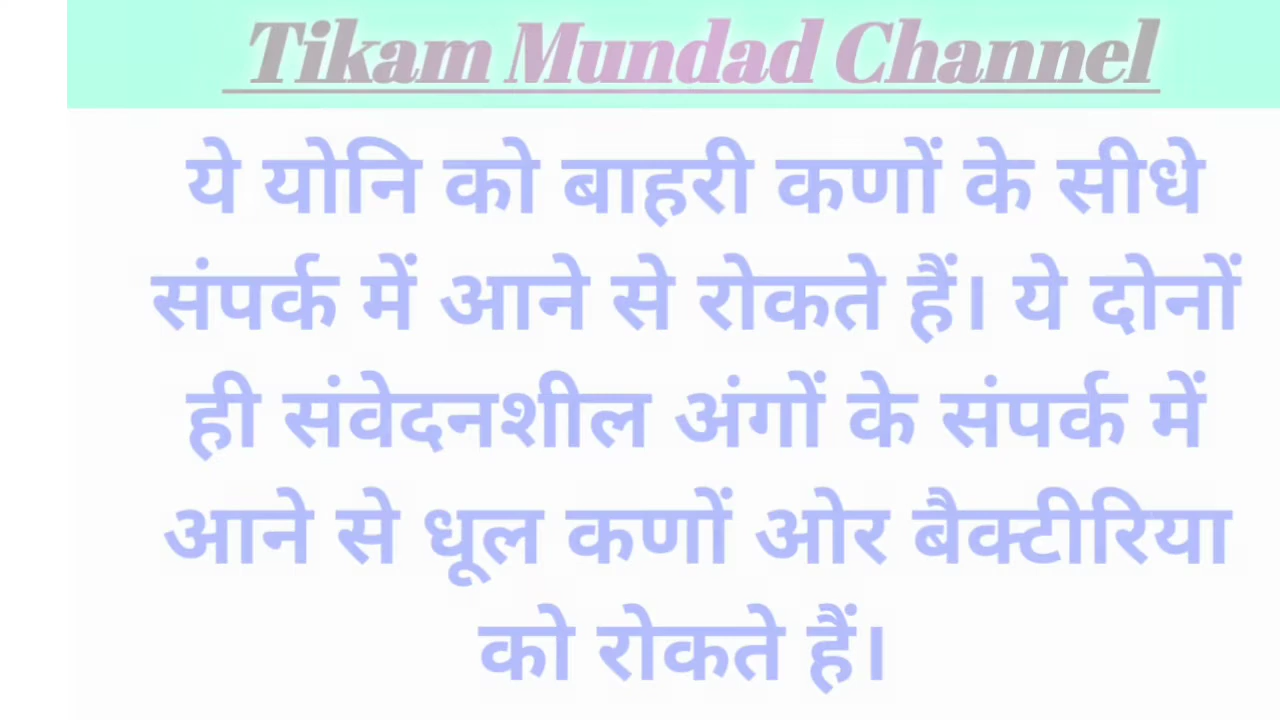 Tikam Mundad Channel
ये योनि को बाहरी कणों के सीधे
संपर्क में आने से रोकते हैं। ये दोनों
ही संवेदनशील अंगों के संपर्क में
आने से धूल कणों ओर बैक्टीरिया
को रोकते हैं।